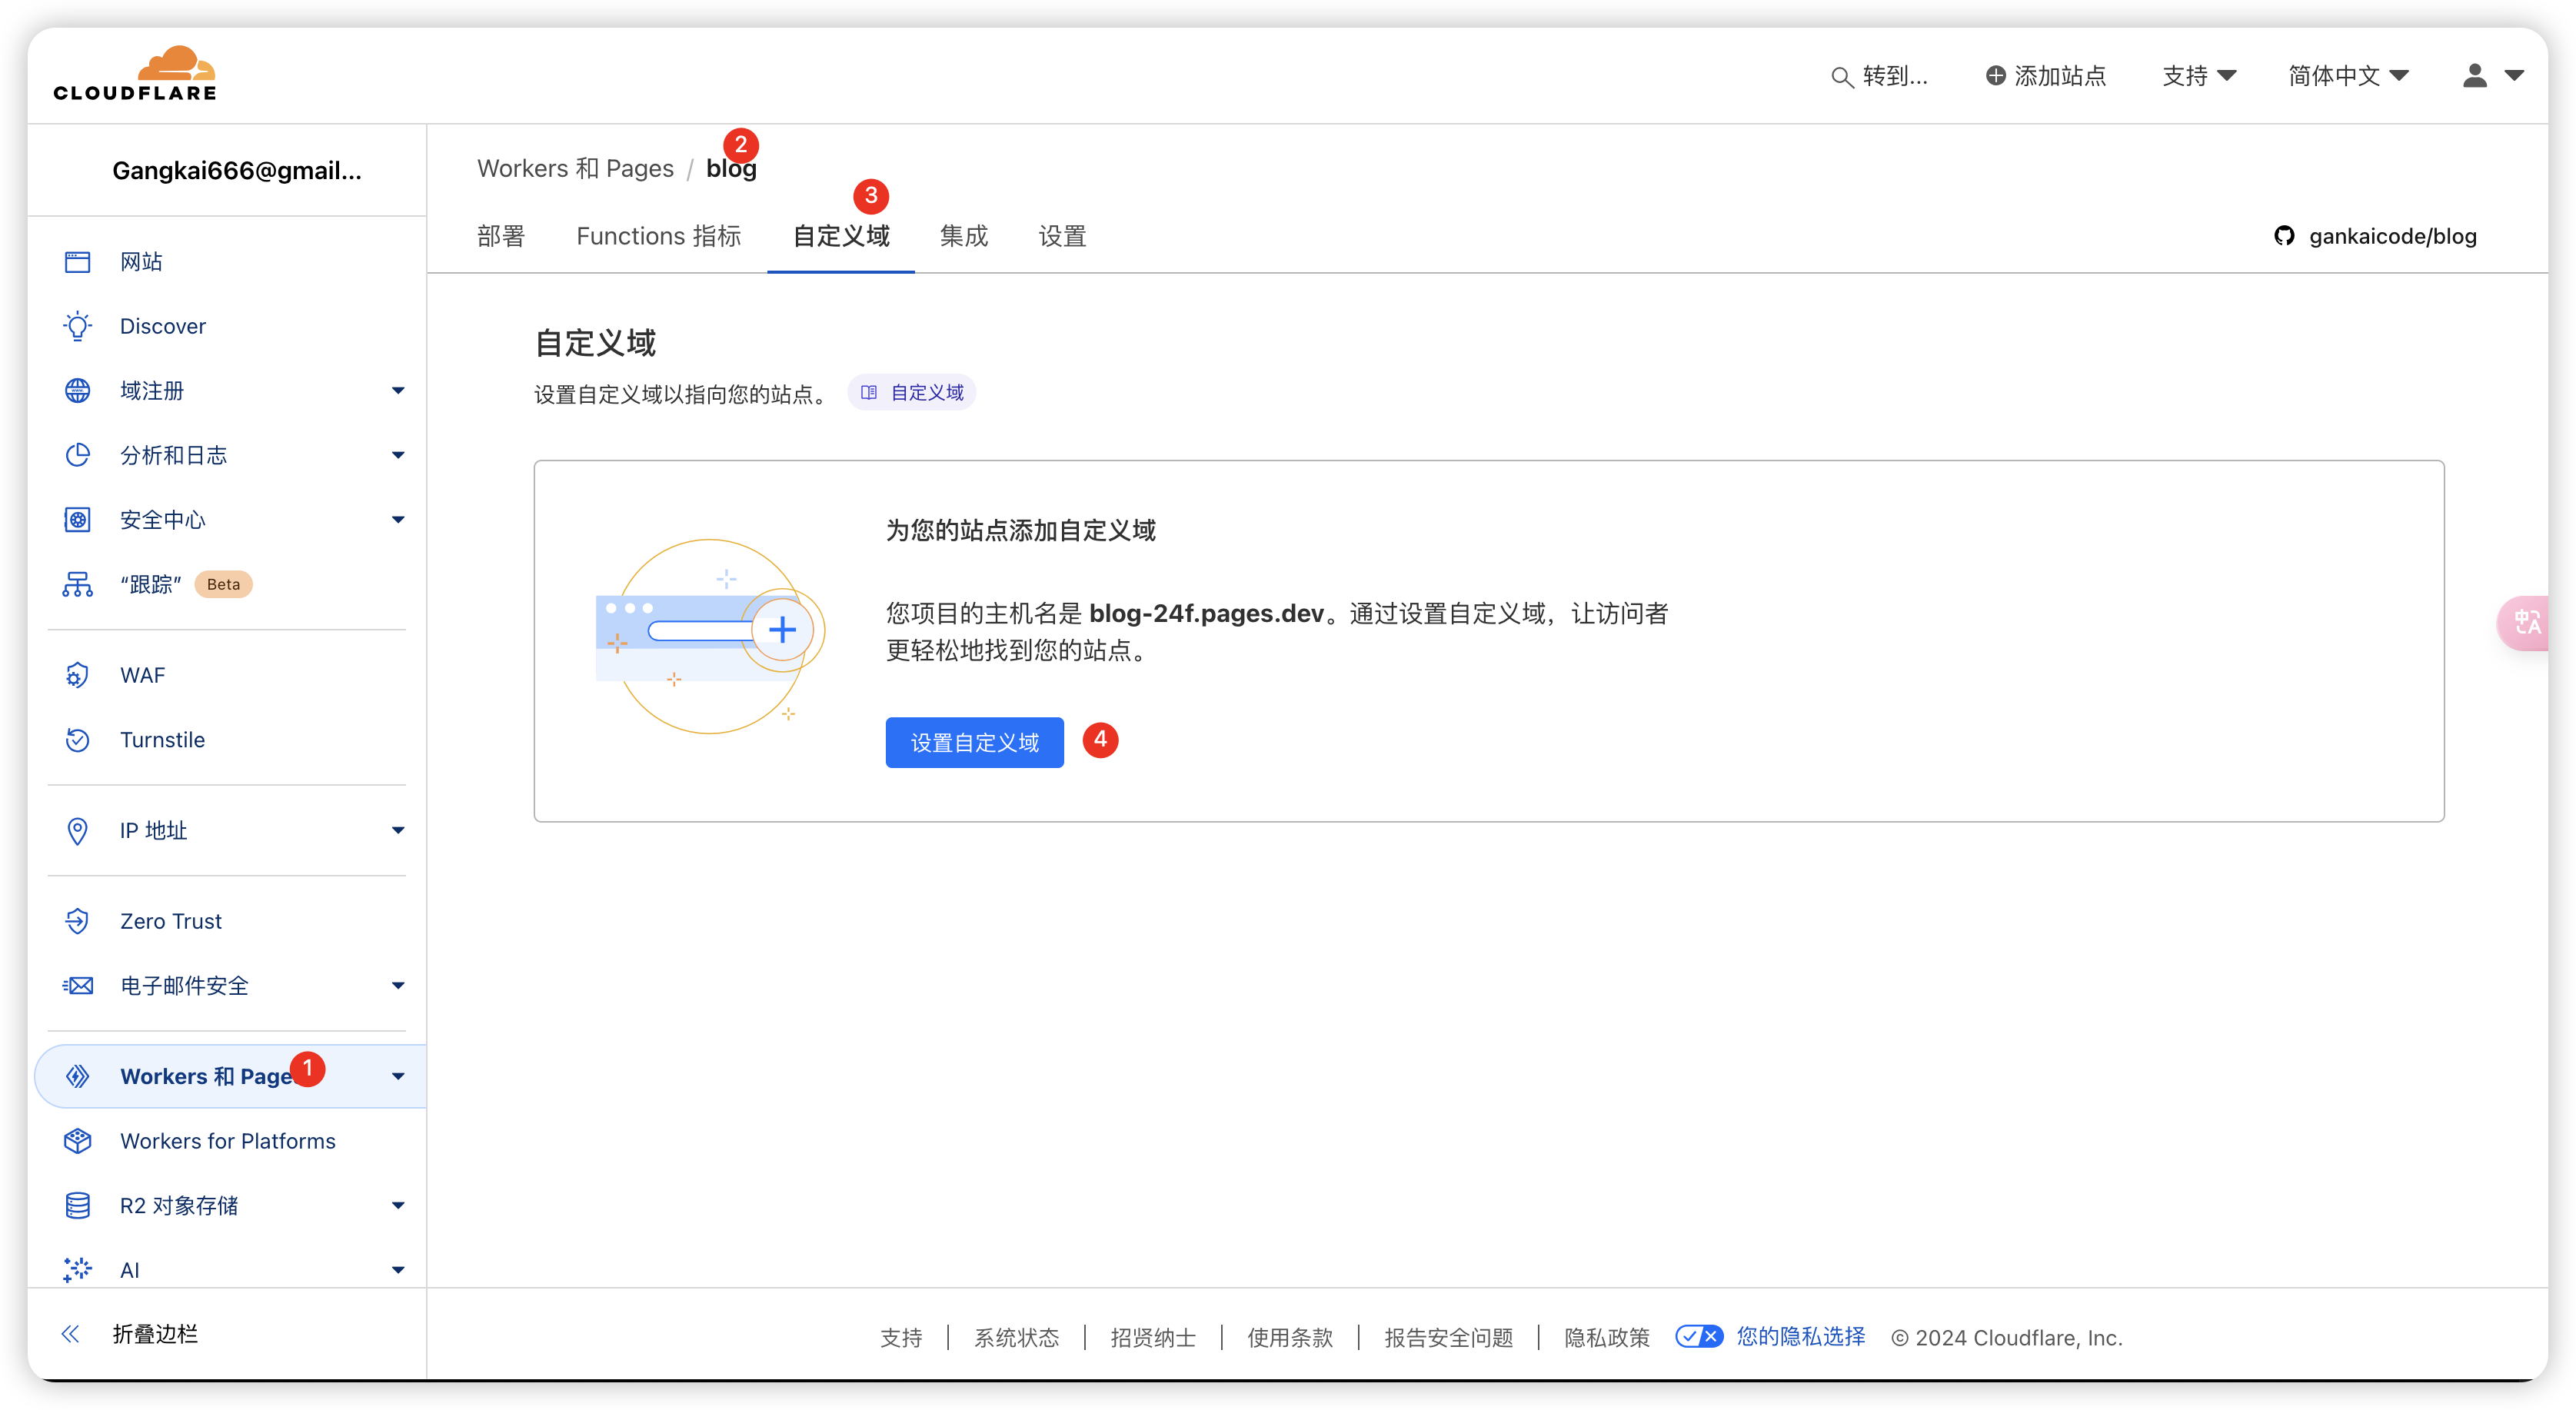 CLOUDFLARE
转到...
添加站点
支持
简体中文
Gangkai666@gmail...
网站
Discover
域注册
分析和日志
安全中心
“跟踪” Beta
WAF
Turnstile
IP 地址
Zero Trust
电子邮件安全
Workers 和 Page
1
Workers for Platforms
R2 对象存储
AI
折叠边栏
Workers 和 Pages / blog
2
3
部署
Functions 指标
自定义域
集成
设置
gankaicode/blog
自定义域
设置自定义域以指向您的站点。
自定义域
为您的站点添加自定义域
您项目的主机名是 blog-24f.pages.dev。通过设置自定义域，让访问者
更轻松地找到您的站点。
设置自定义域
4
中A
支持 | 系统状态 | 招贤纳士 | 使用条款 | 报告安全问题 | 隐私政策 您的隐私选择 © 2024 Cloudflare, Inc.